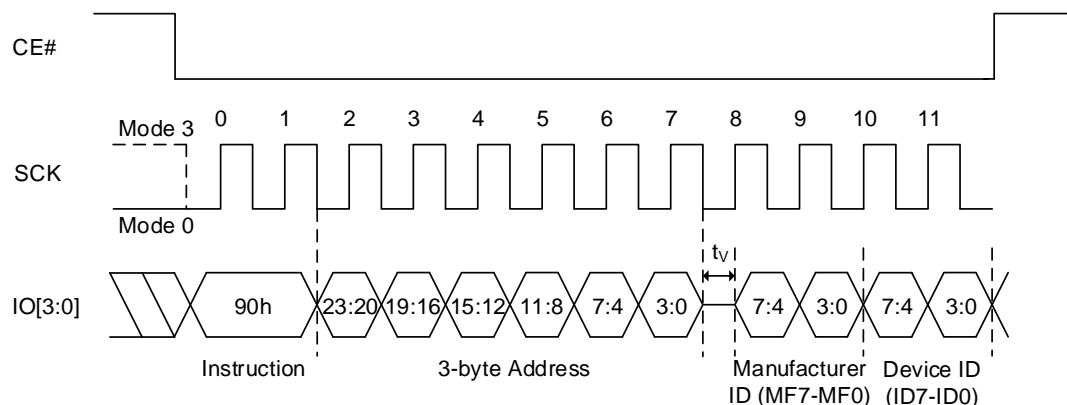 CE#
Mode 3
0 1 2 3 4 5 6 7 8 9 10 11
SCK
Mode 0
tV
IO[3:0]
90h 23:20 19:16 15:12 11:8 7:4 3:0 7:4 3:0 7:4 3:0
Instruction
3-byte Address
Manufacturer
ID (MF7-MF0)
Device ID
(ID7-ID0)